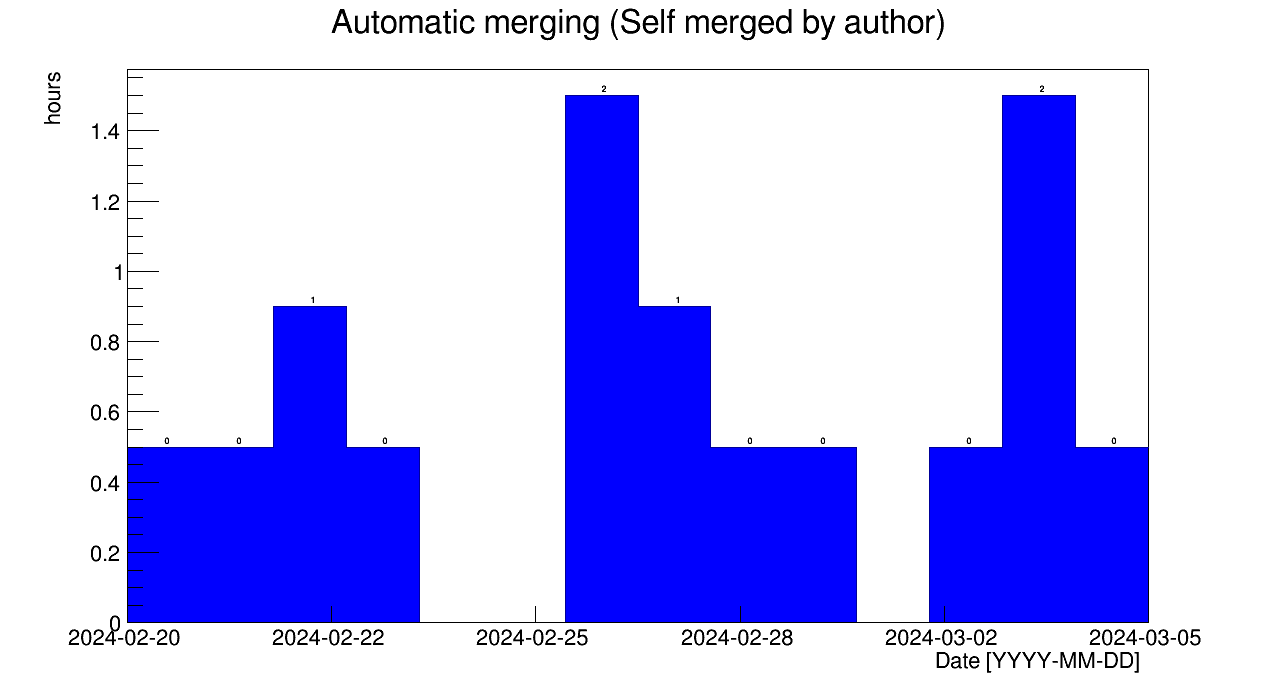 Automatic merging (Self merged by author)
hours
1.4
1.2
1
0.8
0.6
0.4
0.2
0
0 0 1 0 2 1 0 0 0 2 0
2024-02-20 2024-02-22 2024-02-25 2024-02-28 2024-03-02 2024-03-05
Date [YYYY-MM-DD]